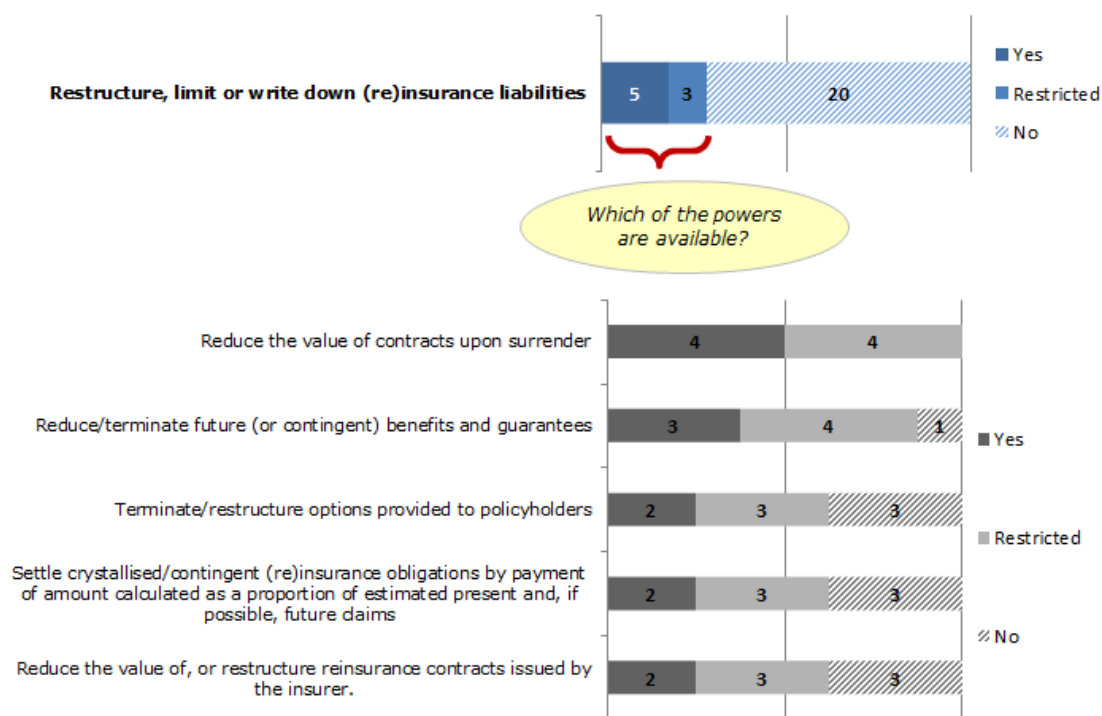 Restructure, limit or write down (re)insurance liabilities
5
3
20
Yes
Restricted
No
Which of the powers
are available?
Reduce the value of contracts upon surrender
4
4
Reduce/terminate future (or contingent) benefits and guarantees
3
4
1
Terminate/restructure options provided to policyholders
2
3
3
Settle crystallised/contingent (re)insurance obligations by payment
of amount calculated as a proportion of estimated present and, if
possible, future claims
2
3
3
Reduce the value of, or restructure reinsurance contracts issued by
the insurer.
2
3
3
Yes
Restricted
No